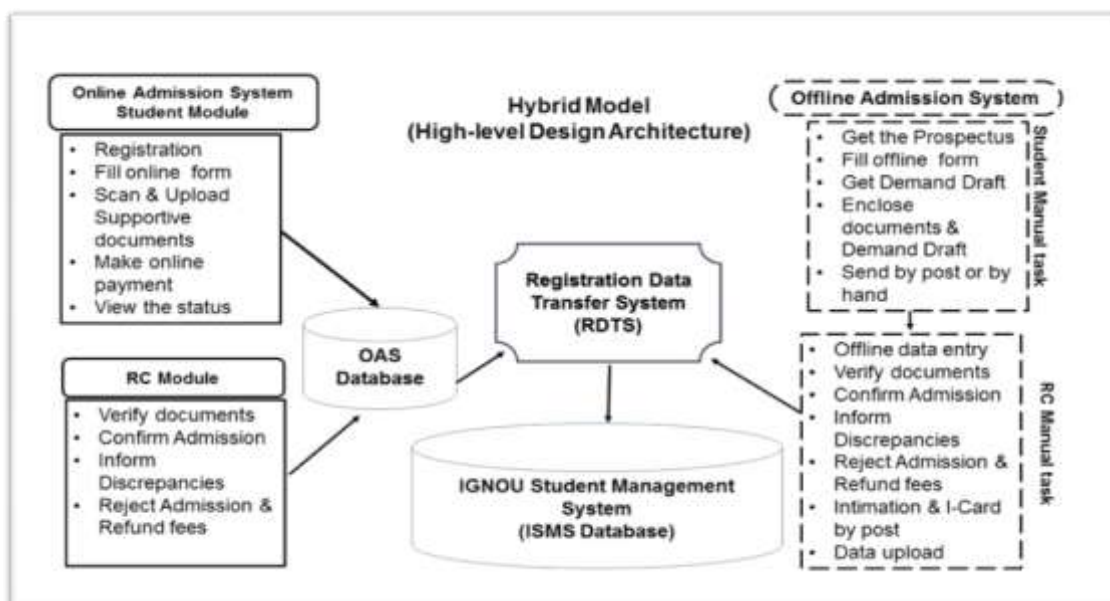 Online Admission System
Student Module
• Registration
• Fill online form
• Scan & Upload
Supportive
documents
• Make online
payment
• View the status
RC Module
• Verify documents
• Confirm Admission
• Inform
Discrepancies
• Reject Admission &
Refund fees
Hybrid Model
(High-level Design Architecture)
OAS
Database
Registration Data
Transfer System
(RDTS)
IGNOU Student Management
System
(ISMS Database)
Offline Admission System
• Get the Prospectus
• Fill offline form
• Get Demand Draft
• Enclose
documents &
Demand Draft
• Send by post or by
hand
Student Manual task
• Offline data entry
• Verify documents
• Confirm Admission
• Inform
Discrepancies
• Reject Admission &
Refund fees
• Intimation & I-Card
by post
• Data upload
RC Manual task